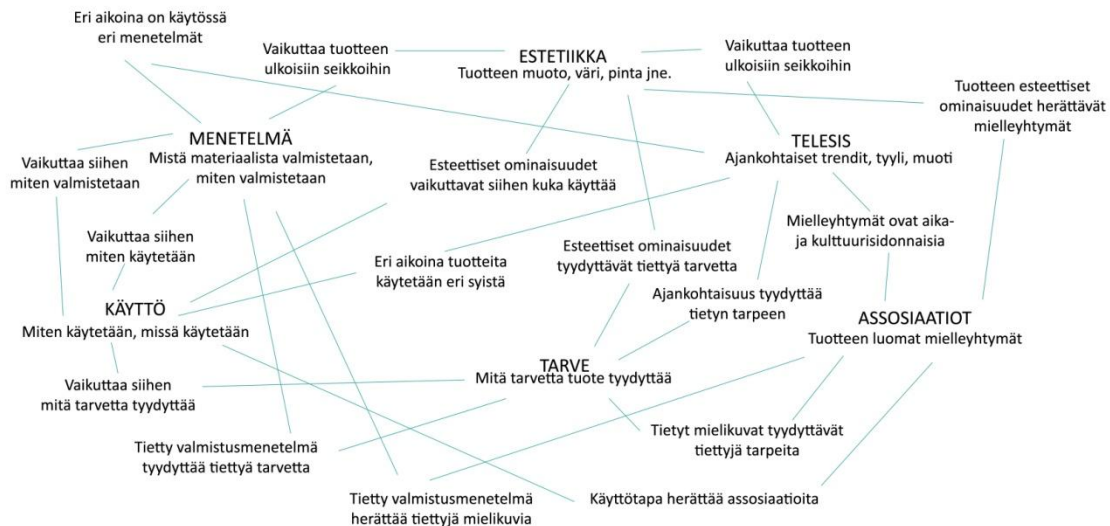 Eri aikoina on käytössä
eri menetelmät
Vaikuttaa tuotteen
ulkoisiin seikkoihin
ESTETIIKKA
Tuotteen muoto, väri, pinta jne.
Vaikuttaa tuotteen
ulkoisiin seikkoihin
Tuotteen esteettiset
ominaisuudet herättävät
mielleyhtymät
MENETELMÄ
Mistä materiaalista valmistetaan,
miten valmistetaan
TELESIS
Ajankohtaiset trendit, tyyli, muoti
Vaikuttaa siihen
miten valmistetaan
Esteettiset ominaisuudet
vaikuttavat siihen kuka käyttää
Vaikuttaa siihen
miten käytetään
Mielleyhtymät ovat aika-
ja kulttuurisidonnaisia
Eri aikoina tuotteita
käytetään eri syistä
Esteettiset ominaisuudet
tyydyttävät tiettyä tarvetta
Ajankohtaisuus tyydyttää
tietyn tarpeen
KÄYTTÖ
Miten käytetään, missä käytetään
ASSOSIAATIOT
Tuotteen luomat mielleyhtymät
TARVE
Mitä tarvetta tuote tyydyttää
Vaikuttaa siihen
mitä tarvetta tyydyttää
Tietty valmistusmenetelmä
tyydyttää tiettyä tarvetta
Tietyt mielikuvat tyydyttävät
tiettyjä tarpeita
Tietty valmistusmenetelmä
herättää tiettyjä mielikuvia
Käyttötapa herättää assosiaatioita